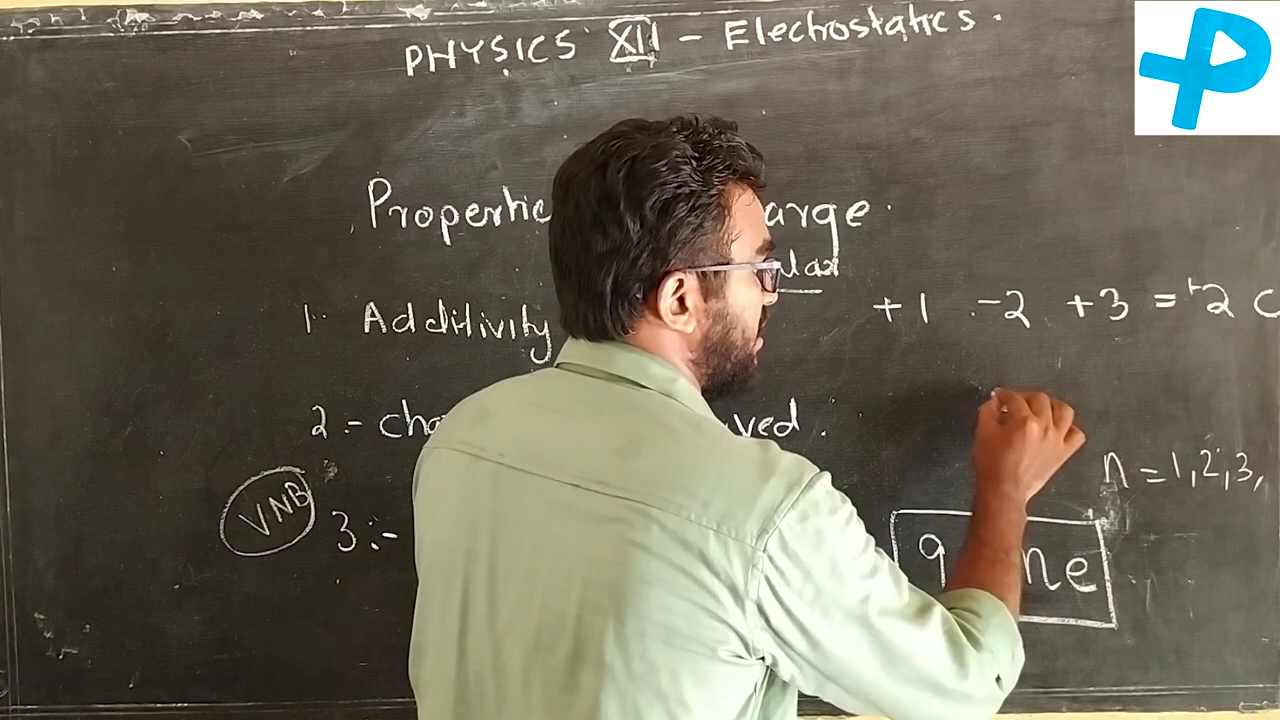 PHYSICS XII - Electrostatics.
Propertie arge.
lar
1. Additivity +1 -2 +3 = +2 C
2 :- cha ved.
n = 1,2,3,
VNB 3 :-
q ne